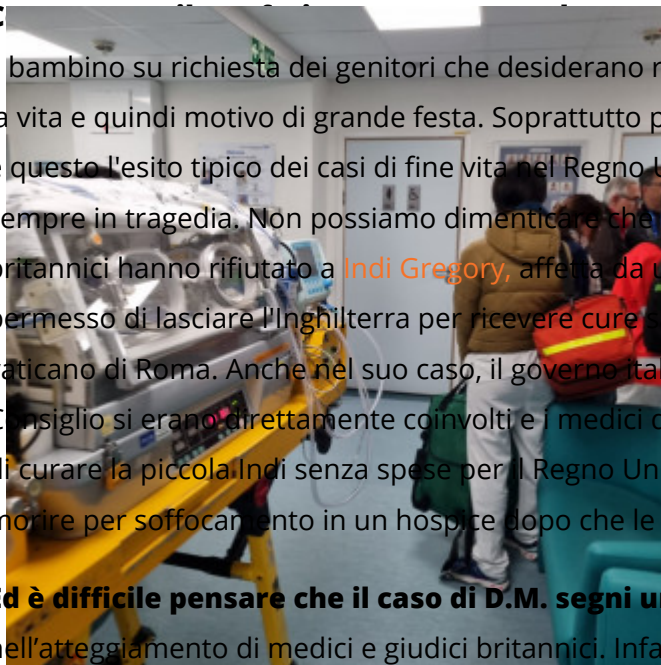 bambino su richiesta dei genitori che desiderano
vita e quindi motivo di grande festa. Soprattutto
questo l'esito tipico dei casi di fine vita nel Regno
empre in tragedia. Non possiamo dimenticare che
britannici hanno rifiutato a Indi Gregory, affetta da
permesso di lasciare l'Inghilterra per ricevere cure
aticano di Roma. Anche nel suo caso, il governo ital
Consiglio si erano direttamente coinvolti e i medici
di curare la piccola Indi senza spese per il Regno Un
morire per soffocamento in un hospice dopo che le
Ed è difficile pensare che il caso di D.M. segni
nell'atteggiamento di medici e giudici britannici. Infa